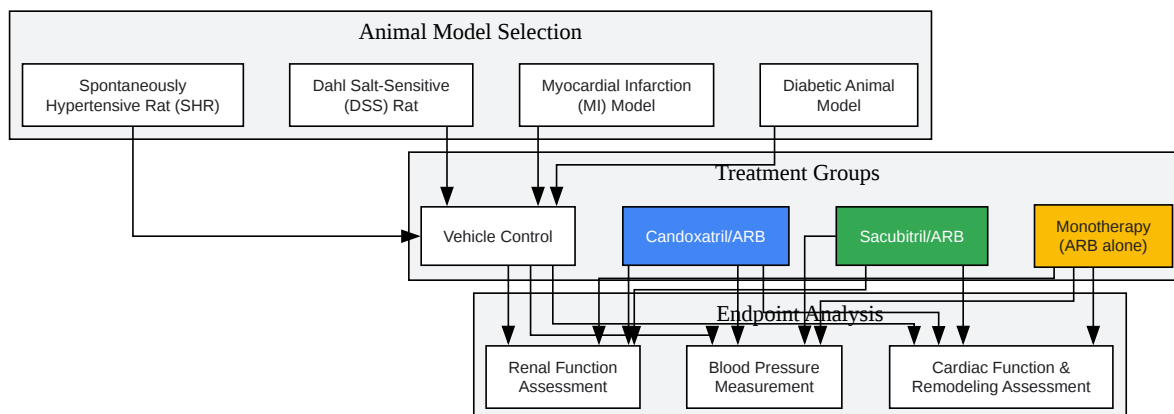 Animal Model Selection
Spontaneously
Hypertensive Rat (SHR)
Dahl Salt-Sensitive
(DSS) Rat
Myocardial Infarction
(MI) Model
Diabetic Animal
Model
Treatment Groups
Vehicle Control
Candoxatril/ARB
Sacubitril/ARB
Monotherapy
(ARB alone)
Endpoint Analysis
Renal Function
Assessment
Blood Pressure
Measurement
Cardiac Function &
Remodeling Assessment